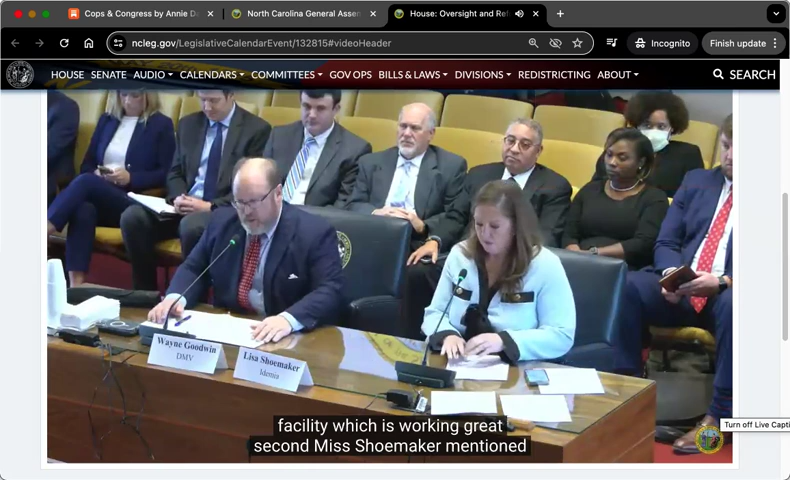 Cops & Congress by Annie D
North Carolina General Assem
House: Oversight and Ref
ncleg.gov/LegislativeCalendarEvent/132815#videoHeader
Incognito
Finish update
HOUSE SENATE AUDIO CALENDARS COMMITTEES GOV OPS BILLS & LAWS DIVISIONS REDISTRICTING ABOUT SEARCH
Wayne Goodwin
DMV
Lisa Shoemaker
Idemia
facility which is working great
second Miss Shoemaker mentioned
Turn off Live Capti